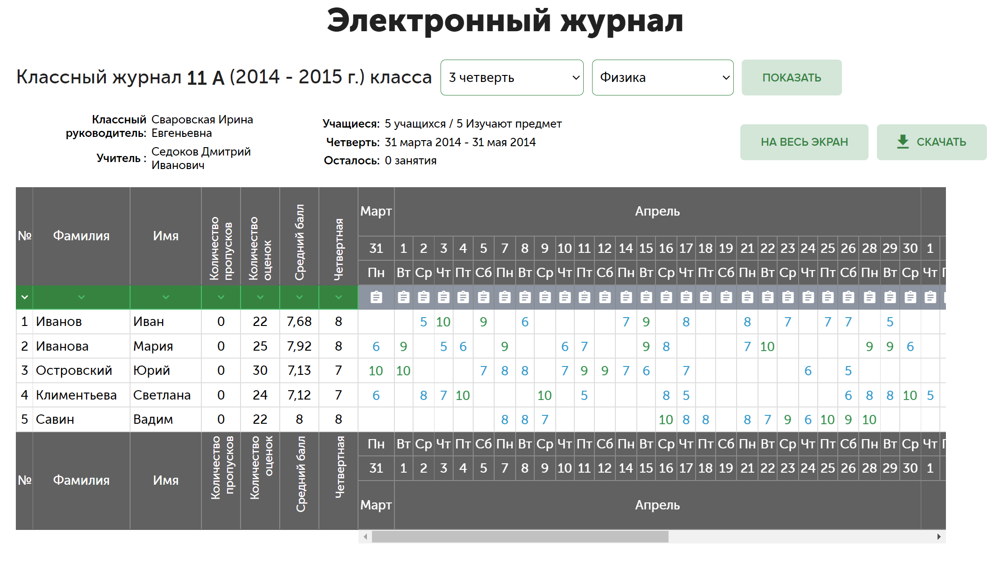 Электронный журнал
Классный журнал 11 А (2014 - 2015 г.) класса 3 четверть Физика ПОКАЗАТЬ
Классный руководитель: Сваровская Ирина Евгеньевна
Учитель : Седоков Дмитрий Иванович
Учащиеся: 5 учащихся / 5 Изучают предмет
Четверть: 31 марта 2014 - 31 мая 2014
Осталось: 0 занятия
НА ВЕСЬ ЭКРАН СКАЧАТЬ
№ Фамилия Имя Количество пропусков Количество оценок Средний балл Четвертная Март Апрель
31 1 2 3 4 5 7 8 9 10 11 12 14 15 16 17 18 19 21 22 23 24 25 26 28 29 30 1
Пн Вт Ср Чт Пт Сб Пн Вт Ср Чт Пт Сб Пн Вт Ср Чт Пт Сб Пн Вт Ср Чт Пт Сб Пн Вт Ср Чт
1 Иванов Иван 0 22 7,68 8 5 10 9 6 7 9 8 8 7 7 7 5
2 Иванова Мария 0 25 7,92 8 6 9 5 6 9 6 7 9 8 7 10 9 9 6
3 Островский Юрий 0 30 7,13 7 10 10 7 8 8 7 9 9 7 6 7 6 5
4 Климентьева Светлана 0 24 7,12 7 6 8 7 10 10 5 8 5 6 8 8 10 5
5 Савин Вадим 0 22 8 8 8 8 7 10 8 8 8 7 9 6 10 9 10
№ Фамилия Имя Количество пропусков Количество оценок Средний балл Четвертная
Пн Вт Ср Чт Пт Сб Пн Вт Ср Чт Пт Сб Пн Вт Ср Чт Пт Сб Пн Вт Ср Чт Пт Сб Пн Вт Ср Чт
31 1 2 3 4 5 7 8 9 10 11 12 14 15 16 17 18 19 21 22 23 24 25 26 28 29 30 1
Март Апрель